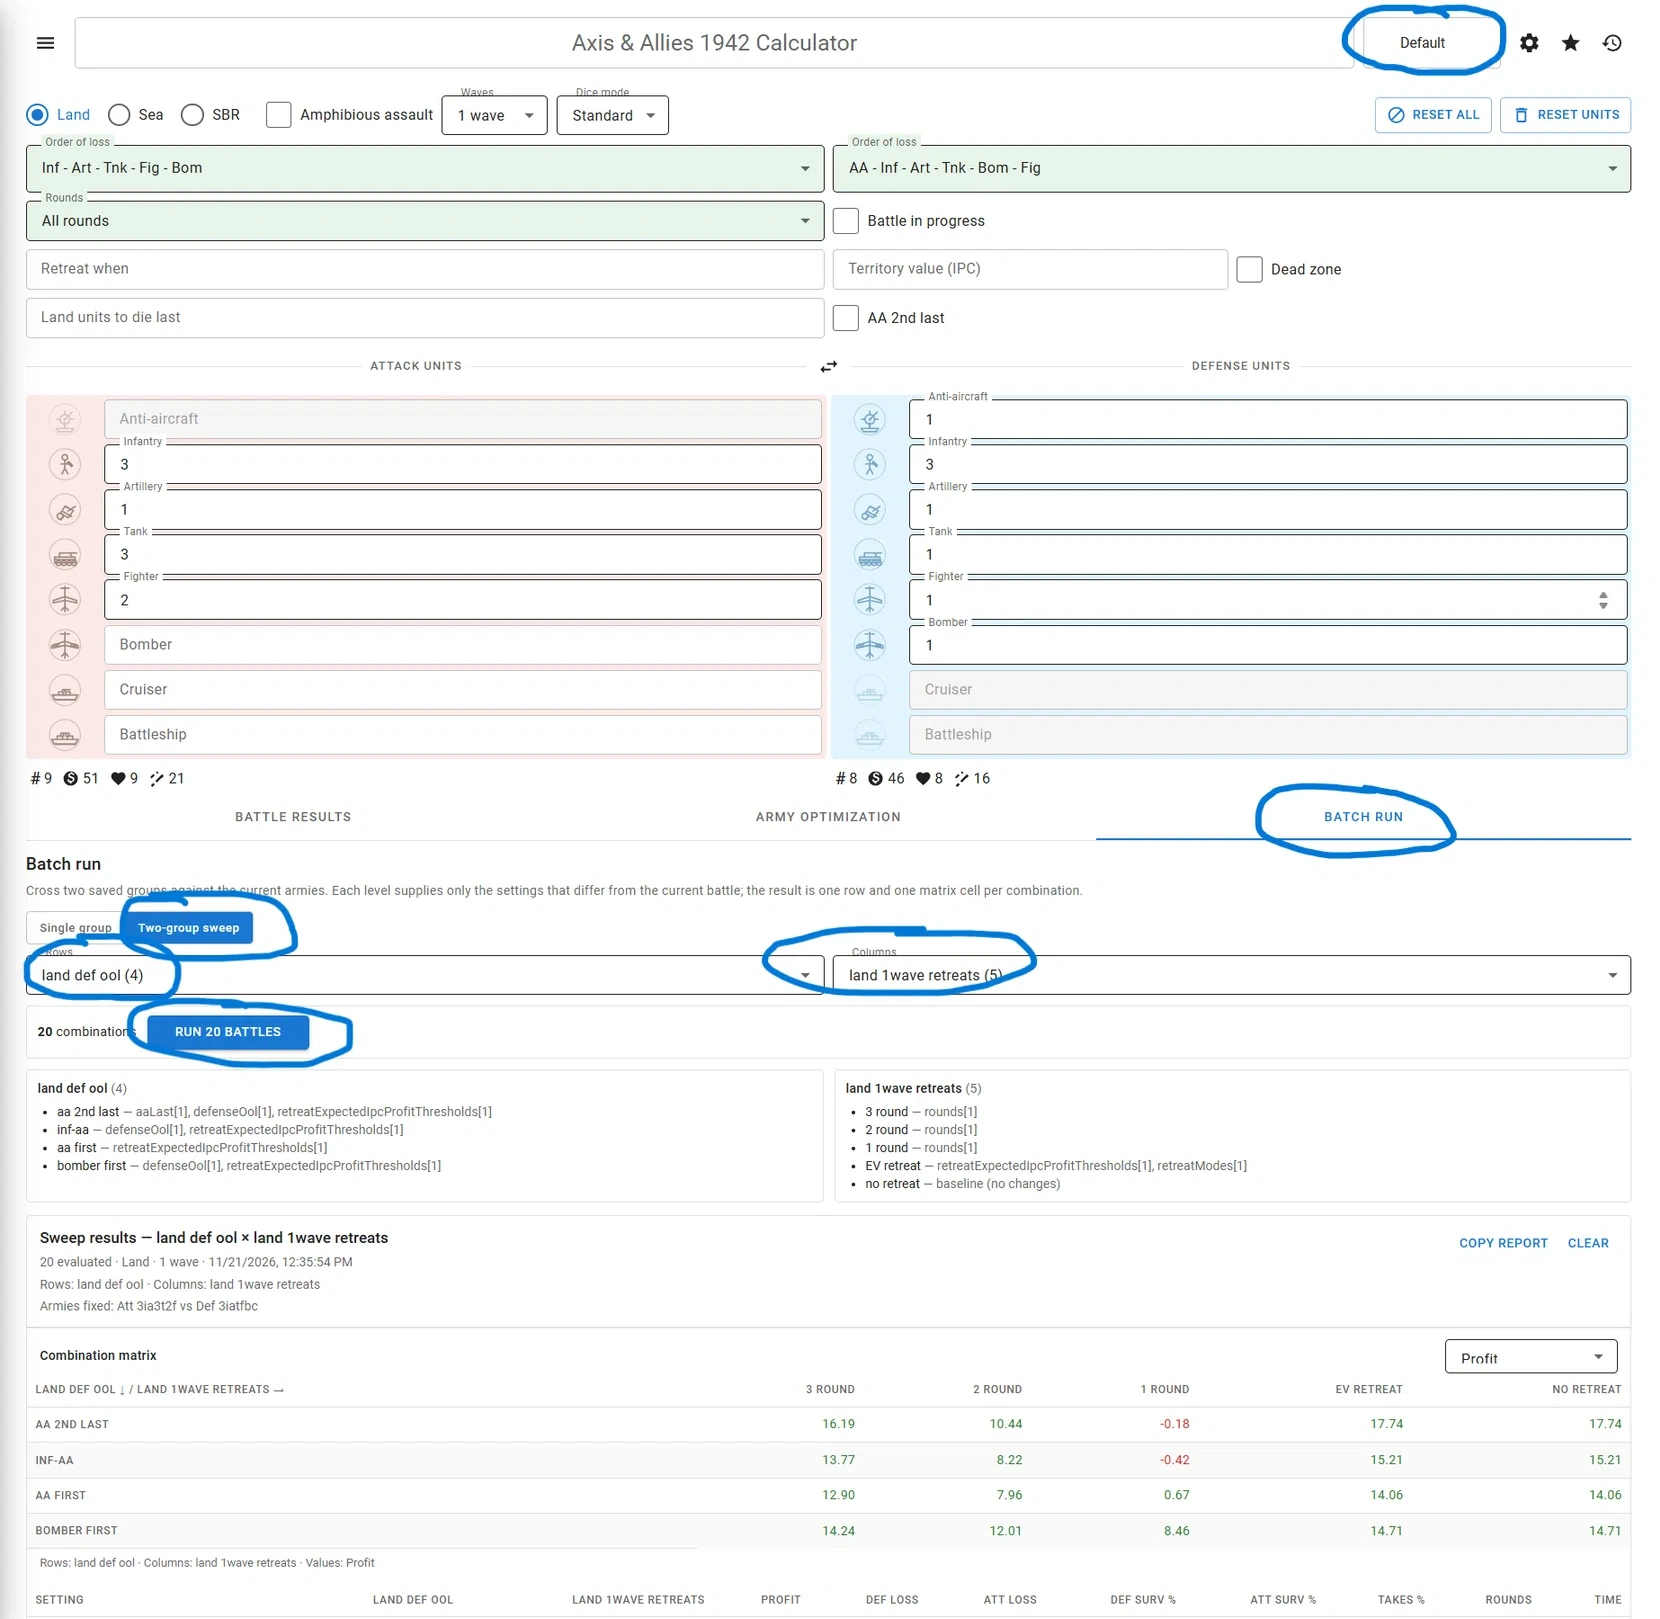 Axis & Allies 1942 Calculator
Default
Land
Sea
SBR
Amphibious assault
Waves
1 wave
Dice mode
Standard
RESET ALL
RESET UNITS
Order of loss
Inf - Art - Tnk - Fig - Bom
Order of loss
AA - Inf - Art - Tnk - Bom - Fig
Rounds
All rounds
Battle in progress
Retreat when
Territory value (IPC)
Dead zone
Land units to die last
AA 2nd last
ATTACK UNITS
DEFENSE UNITS
Anti-aircraft
Infantry
3
Artillery
1
Tank
3
Fighter
2
Bomber
Cruiser
Battleship
Anti-aircraft
1
Infantry
3
Artillery
1
Tank
1
Fighter
1
Bomber
1
Cruiser
Battleship
# 9 51 9 21
# 8 46 8 16
BATTLE RESULTS
ARMY OPTIMIZATION
BATCH RUN
Batch run
Cross two saved groups against the current armies. Each level supplies only the settings that differ from the current battle; the result is one row and one matrix cell per combination.
Single group
Two-group sweep
Rows
land def ool (4)
Columns
land 1wave retreats (5)
20 combinations
RUN 20 BATTLES
land def ool (4)
• aa 2nd last — aaLast[1], defenseOol[1], retreatExpectedIpcProfitThresholds[1]
• inf-aa — defenseOol[1], retreatExpectedIpcProfitThresholds[1]
• aa first — retreatExpectedIpcProfitThresholds[1]
• bomber first — defenseOol[1], retreatExpectedIpcProfitThresholds[1]
land 1wave retreats (5)
• 3 round — rounds[1]
• 2 round — rounds[1]
• 1 round — rounds[1]
• EV retreat — retreatExpectedIpcProfitThresholds[1], retreatModes[1]
• no retreat — baseline (no changes)
Sweep results — land def ool × land 1wave retreats
COPY REPORT
CLEAR
20 evaluated · Land · 1 wave · 11/21/2026, 12:35:54 PM
Rows: land def ool · Columns: land 1wave retreats
Armies fixed: Att 3ia3t2f vs Def 3iatfbc
Combination matrix
Profit
LAND DEF OOL ↓ / LAND 1WAVE RETREATS → 3 ROUND 2 ROUND 1 ROUND EV RETREAT NO RETREAT
AA 2ND LAST 16.19 10.44 -0.18 17.74 17.74
INF-AA 13.77 8.22 -0.42 15.21 15.21
AA FIRST 12.90 7.96 0.67 14.06 14.06
BOMBER FIRST 14.24 12.01 8.46 14.71 14.71
Rows: land def ool · Columns: land 1wave retreats · Values: Profit
SETTING LAND DEF OOL LAND 1WAVE RETREATS PROFIT DEF LOSS ATT LOSS DEF SURV % ATT SURV % TAKES % ROUNDS TIME